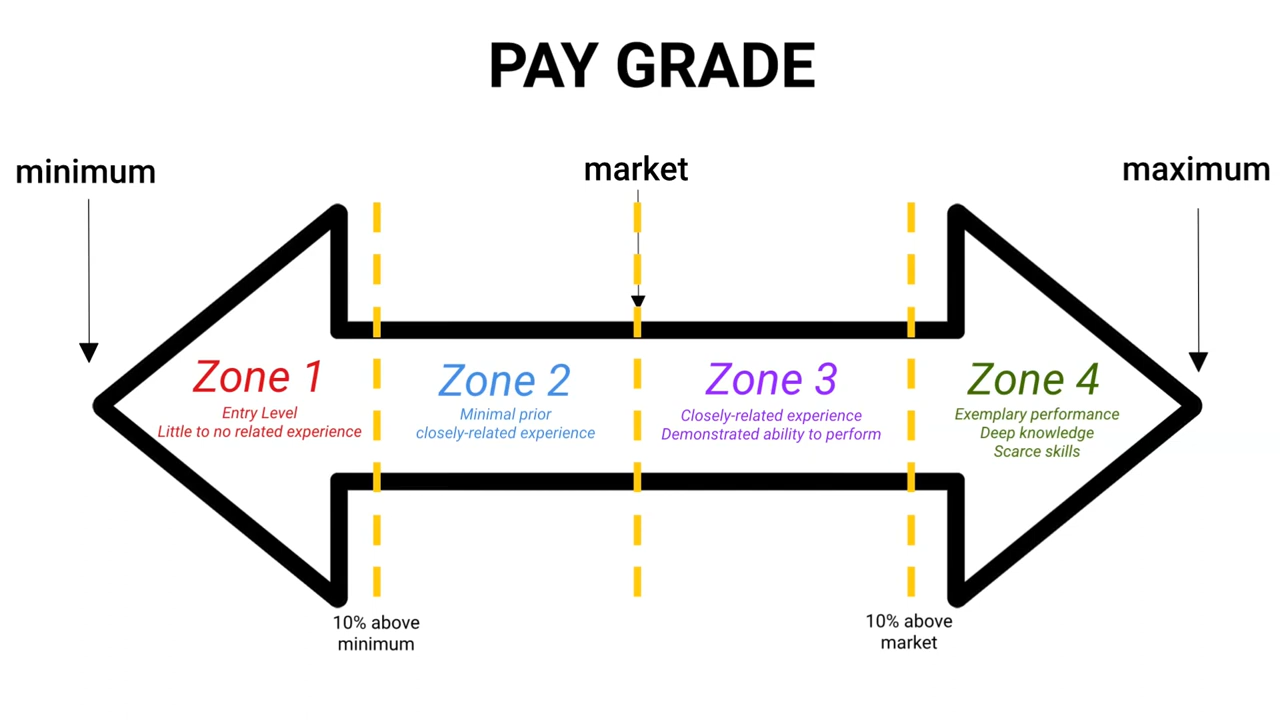 PAY GRADE
minimum
market
maximum
Zone 1
Entry Level
Little to no related experience
Zone 2
Minimal prior
closely-related experience
Zone 3
Closely-related experience
Demonstrated ability to perform
Zone 4
Exemplary performance
Deep knowledge
Scarce skills
10% above
minimum
10% above
market